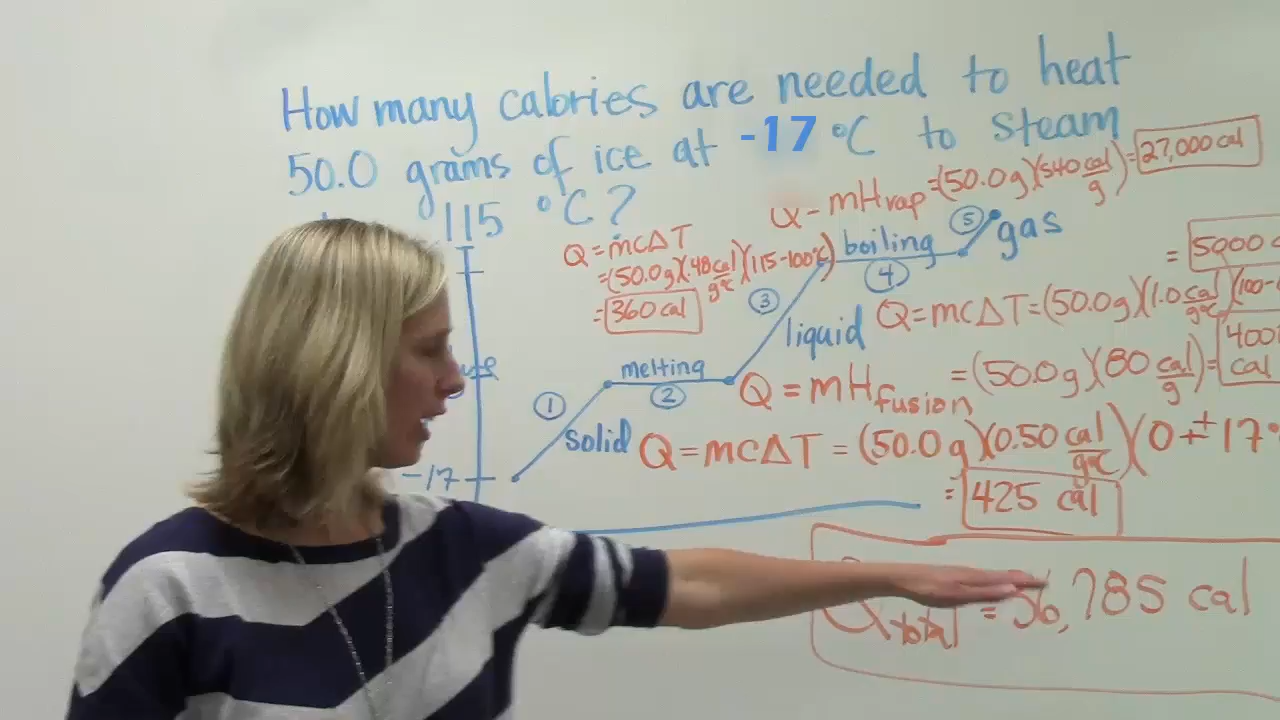 How many calories are needed to heat
50.0 grams of ice at -17 °C to steam
115 °C?
Q = mHvap = (50.0g)(540 cal/g) = 27,000 cal
Q = mCΔT
= (50.0g)(.48 cal/g°C)(115-100°C)
= 360 cal
boiling
4
5
gas
= 5000
3
liquid
Q = mCΔT = (50.0g)(1.0 cal/g°C)(100-
melting
2
Q = mHfusion = (50.0g)(80 cal/g) = 400 cal
1
solid
Q = mCΔT = (50.0g)(0.50 cal/g°C)(0 +± 17°
-17
= 425 cal
Qtotal = 36,785 cal